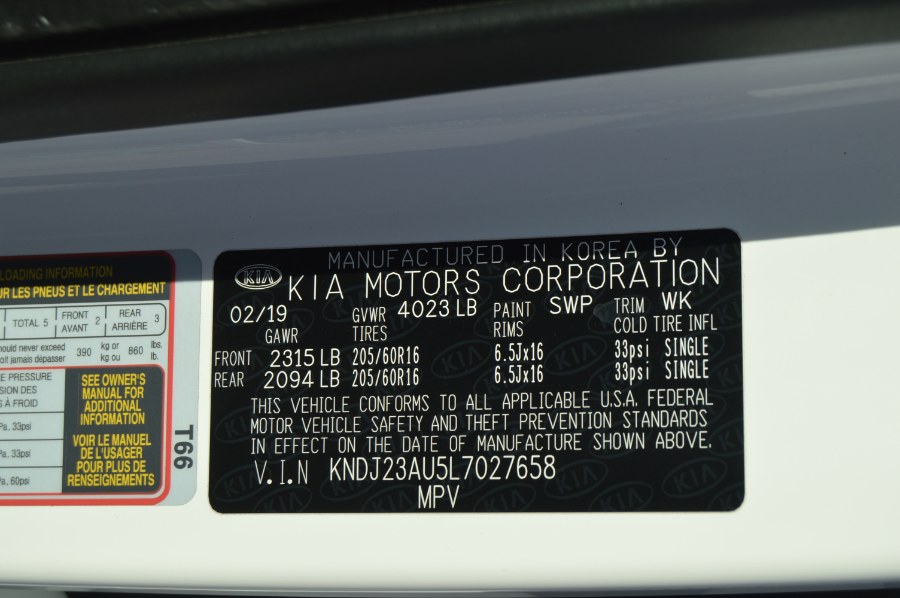 LOADING INFORMATION
UR LES PNEUS ET LE CHARGEMENT
TOTAL 5 FRONT AVANT 2 REAR ARRIÈRE 3
hould never exceed
oit jamais dépasser 390 kg or kg ou 860 lbs. lb.
E PRESSURE
SION DES
S À FROID
Pa, 33psi
Pa, 33psi
Pa, 60psi
SEE OWNER'S
MANUAL FOR
ADDITIONAL
INFORMATION
VOIR LE MANUEL
DE L'USAGER
POUR PLUS DE
RENSEIGNEMENTS
T66
MANUFACTURED IN KOREA BY
KIA KIA MOTORS CORPORATION
02/19 GVWR 4023 LB PAINT SWP TRIM WK
GAWR TIRES RIMS COLD TIRE INFL
FRONT 2315 LB 205/60R16 6.5Jx16 33psi SINGLE
REAR 2094 LB 205/60R16 6.5Jx16 33psi SINGLE
THIS VEHICLE CONFORMS TO ALL APPLICABLE U.S.A. FEDERAL
MOTOR VEHICLE SAFETY AND THEFT PREVENTION STANDARDS
IN EFFECT ON THE DATE OF MANUFACTURE SHOWN ABOVE.
V.I.N KNDJ23AU5L7027658
MPV